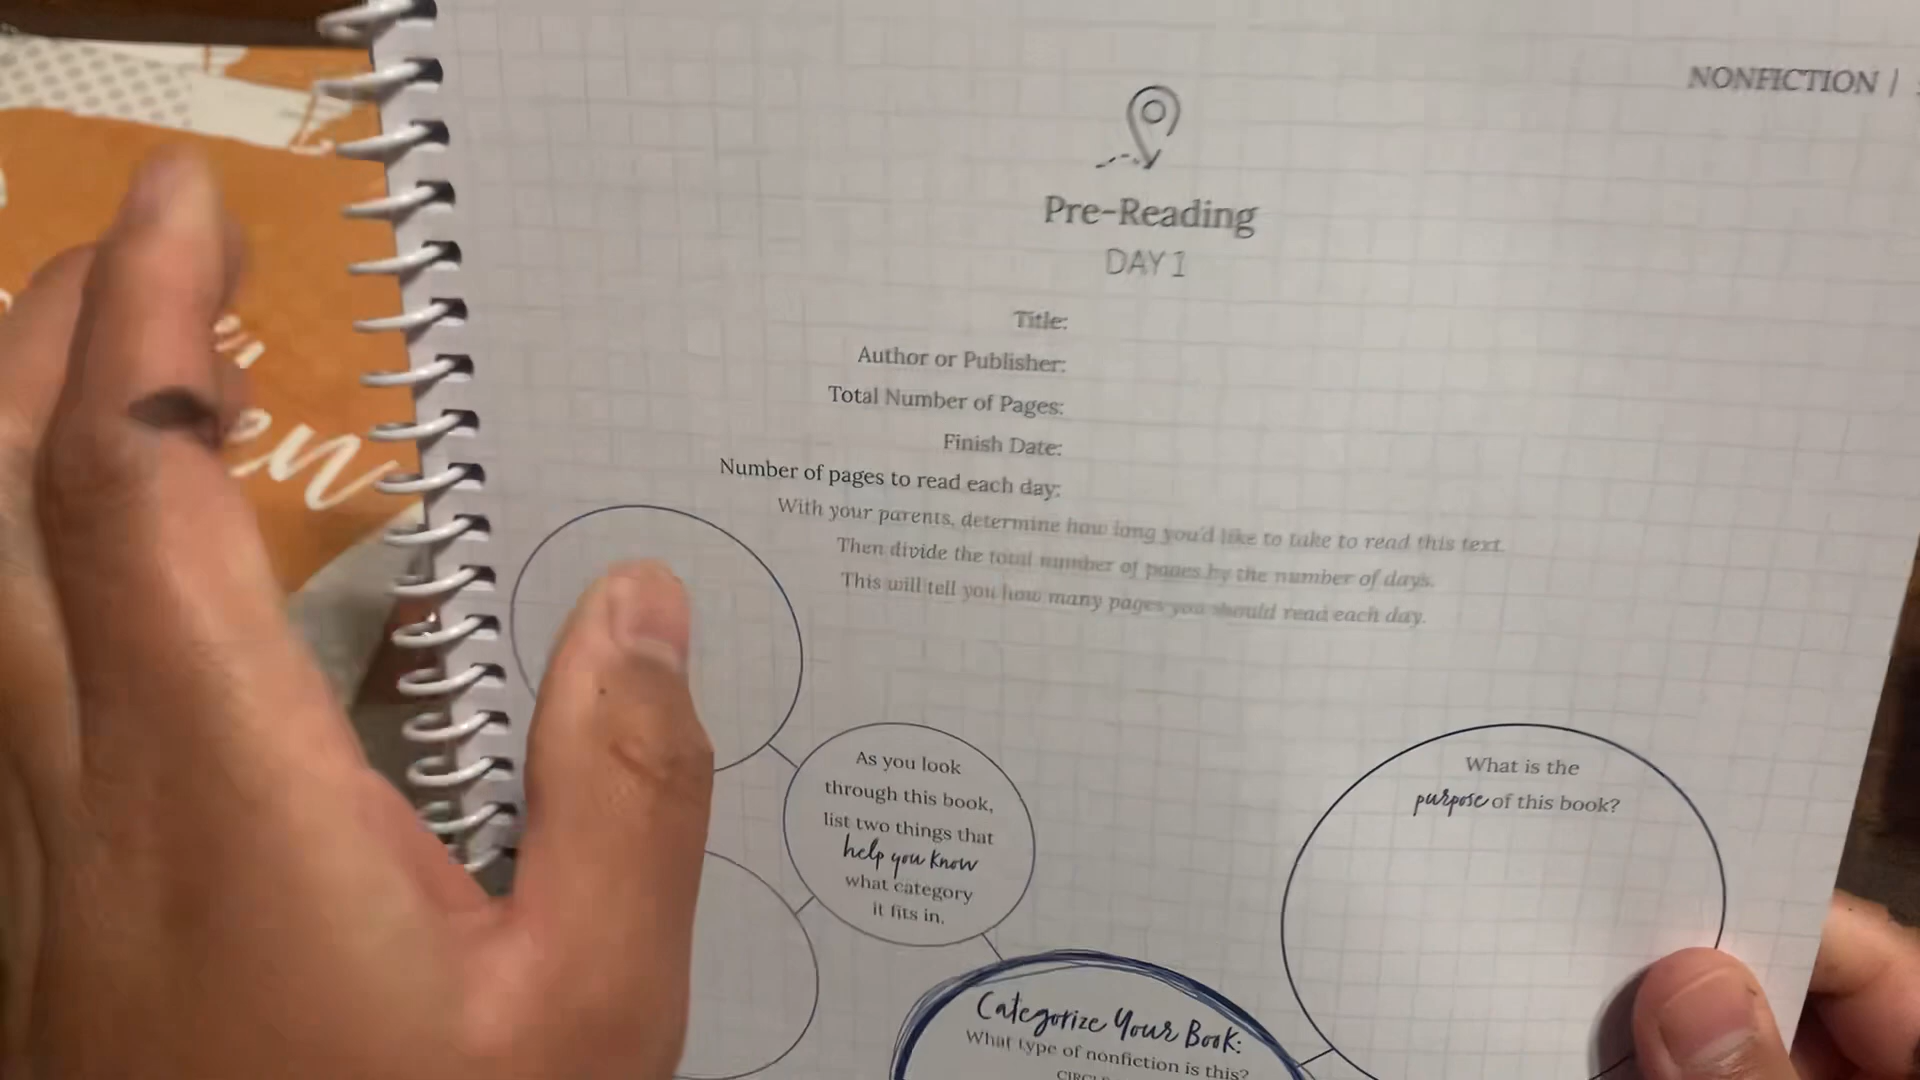 NONFICTION |
Pre-Reading
DAY 1
Title:
Author or Publisher:
Total Number of Pages:
Finish Date:
Number of pages to read each day:
With your parents, determine how long you'd like to take to read this text.
Then divide the total number of pages by the number of days.
This will tell you how many pages you should read each day.
As you look
through this book,
list two things that
help you know
what category
it fits in.
What is the
purpose of this book?
Categorize Your Book:
What type of nonfiction is this?
en